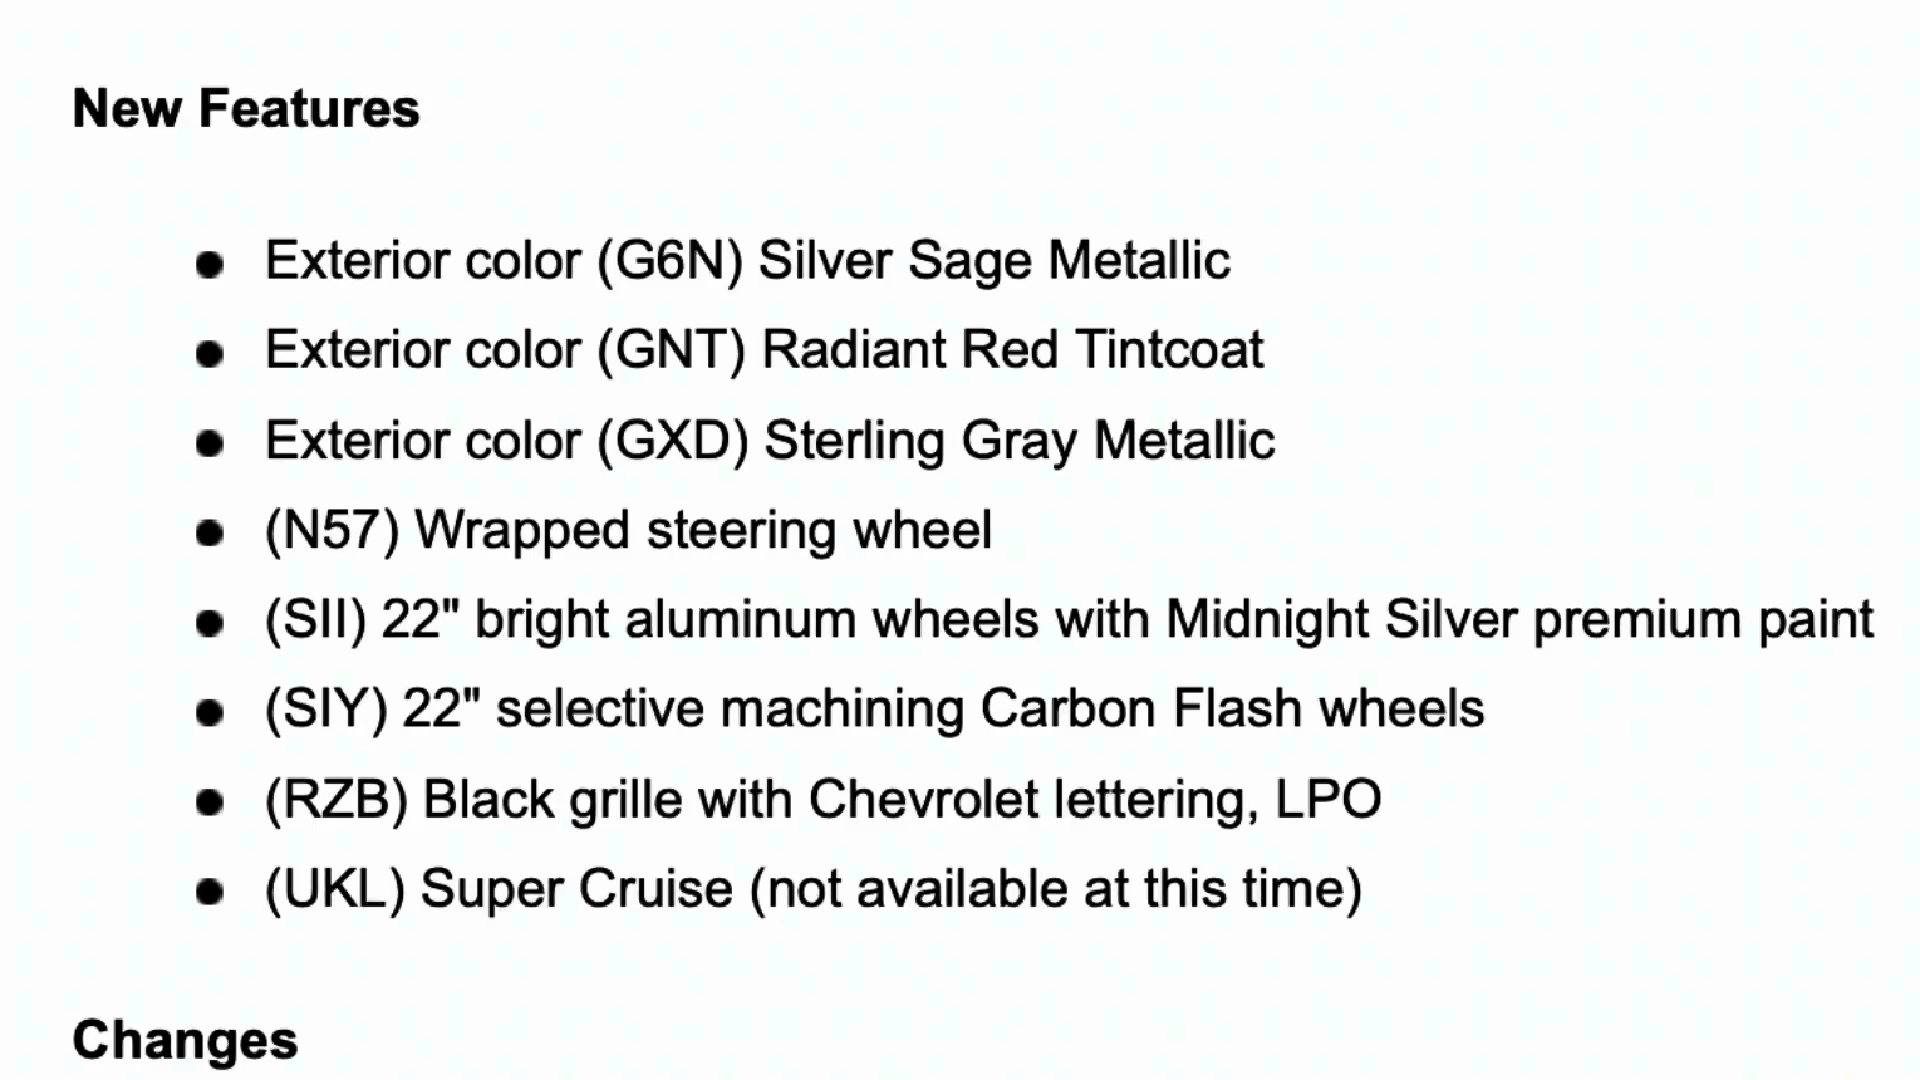 New Features
● Exterior color (G6N) Silver Sage Metallic
● Exterior color (GNT) Radiant Red Tintcoat
● Exterior color (GXD) Sterling Gray Metallic
● (N57) Wrapped steering wheel
● (SII) 22" bright aluminum wheels with Midnight Silver premium paint
● (SIY) 22" selective machining Carbon Flash wheels
● (RZB) Black grille with Chevrolet lettering, LPO
● (UKL) Super Cruise (not available at this time)
Changes